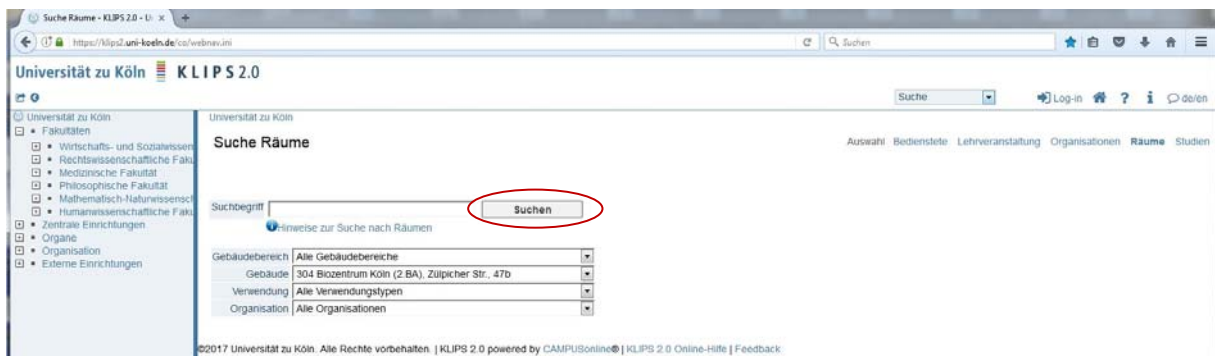 Suche Räume - KLIPS 2.0 - U
https://klips2.uni-koeln.de/co/webnav.ini
Suchen
Universität zu Köln KLIPS 2.0
Suche
Log-in ? i de/en
Universität zu Köln
Fakultäten
Wirtschafts- und Sozialwissen
Rechtswissenschaftliche Faku
Medizinische Fakultät
Philosophische Fakultät
Mathematisch-Naturwissenscl
Humanwissenschaftliche Faku
Zentrale Einrichtungen
Organe
Organisation
Externe Einrichtungen
Universität zu Köln
Suche Räume
Auswahl Bedienstete Lehrveranstaltung Organisationen Räume Studien
Suchbegriff Suchen
Hinweise zur Suche nach Räumen
Gebäudebereich Alle Gebäudebereiche
Gebäude 304 Biozentrum Köln (2.BA), Zülpicher Str., 47b
Verwendung Alle Verwendungstypen
Organisation Alle Organisationen
©2017 Universität zu Köln. Alle Rechte vorbehalten. | KLIPS 2.0 powered by CAMPUSonline® | KLIPS 2.0 Online-Hilfe | Feedback